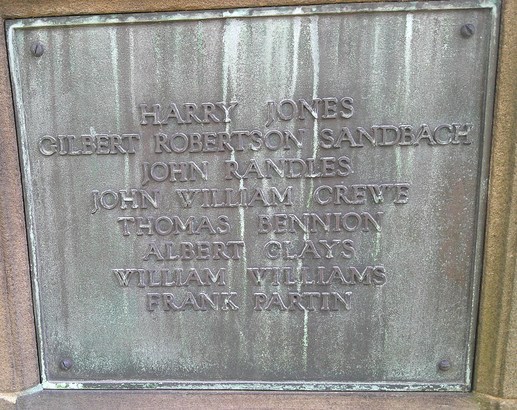 HARRY JONES
GILBERT ROBERTSON SANDBACH
JOHN RANDLES
JOHN WILLIAM CREWE
THOMAS BENNION
ALBERT CLAYS
WILLIAM WILLIAMS
FRANK PARTIN